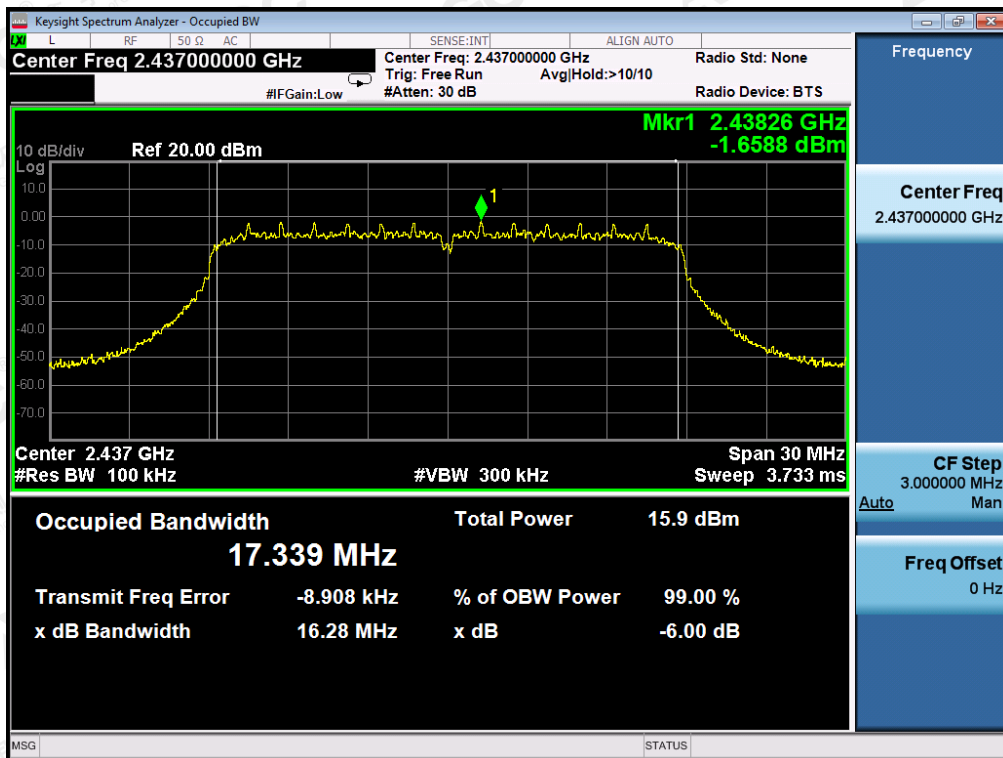 Keysight Spectrum Analyzer - Occupied BW
LXI L RF 50 Ω AC SENSE:INT ALIGN AUTO
Center Freq 2.437000000 GHz
#IFGain:Low
Center Freq: 2.437000000 GHz
Trig: Free Run Avg|Hold:>10/10
#Atten: 30 dB
Radio Std: None
Radio Device: BTS
Mkr1 2.43826 GHz
-1.6588 dBm
10 dB/div Ref 20.00 dBm
Log
10.0
0.00
-10.0
-20.0
-30.0
-40.0
-50.0
-60.0
-70.0
1
Center 2.437 GHz Span 30 MHz
#Res BW 100 kHz #VBW 300 kHz Sweep 3.733 ms
Occupied Bandwidth Total Power 15.9 dBm
17.339 MHz
Transmit Freq Error -8.908 kHz % of OBW Power 99.00 %
x dB Bandwidth 16.28 MHz x dB -6.00 dB
MSG STATUS
Frequency
Center Freq
2.437000000 GHz
CF Step
3.000000 MHz
Auto Man
Freq Offset
0 Hz